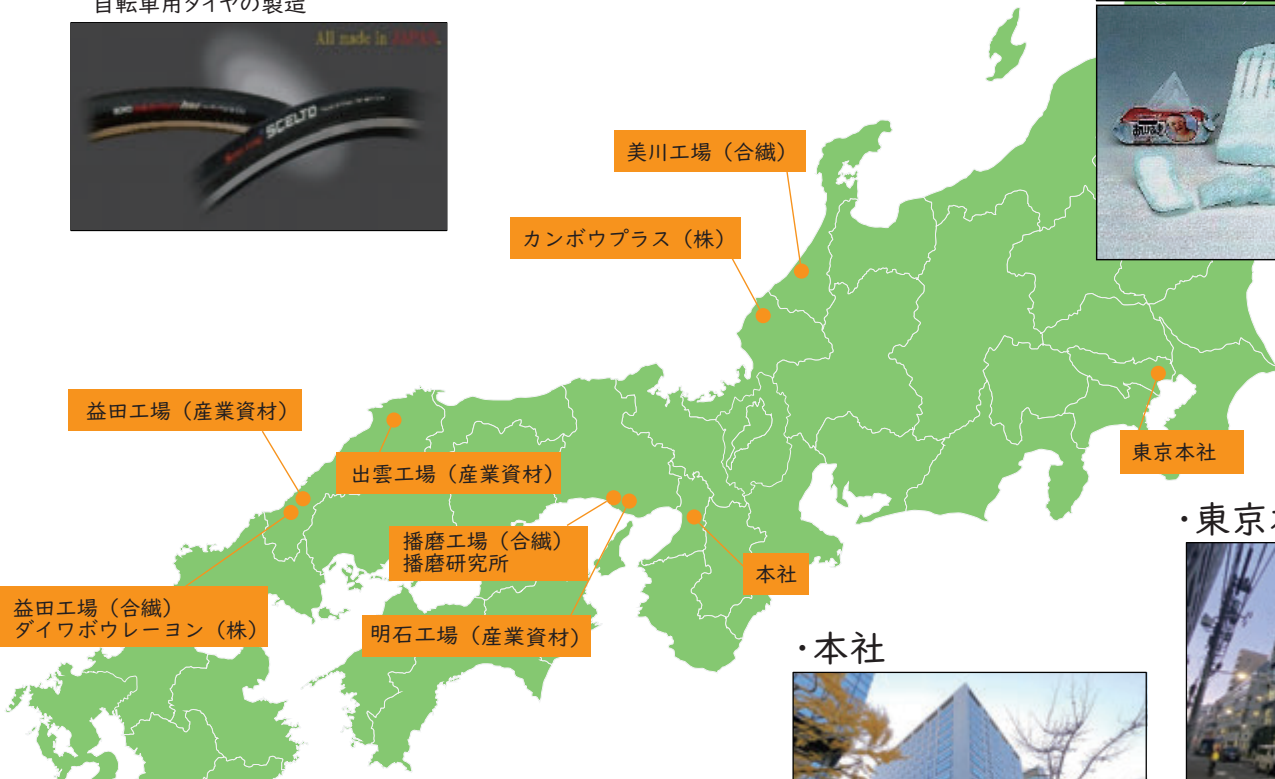 自転車用タイヤの製造
All made in JAPAN.
SCELTO
美川工場（合繊）
カンボウプラス（株）
益田工場（産業資材）
出雲工場（産業資材）
播磨工場（合繊）
播磨研究所
本社
東京本社
益田工場（合繊）
ダイワボウレーヨン（株）
明石工場（産業資材）
・本社
・東京